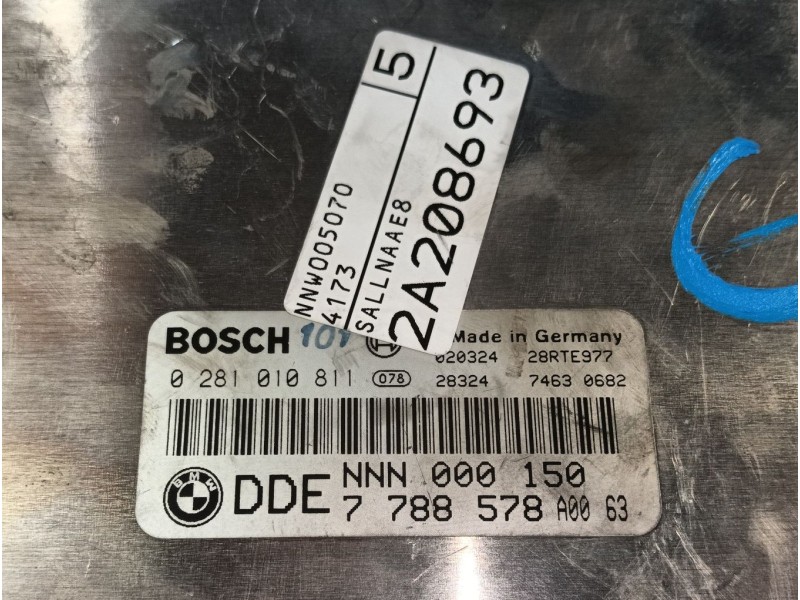 5
2A208693
NNW005070
4173
SALLNAAE8
BOSCH 101
Made in Germany
020324 28RTE977
0 281 010 811 078 28324 7463 0682
BMW
DDE NNN 000 150
7 788 578 A00 63